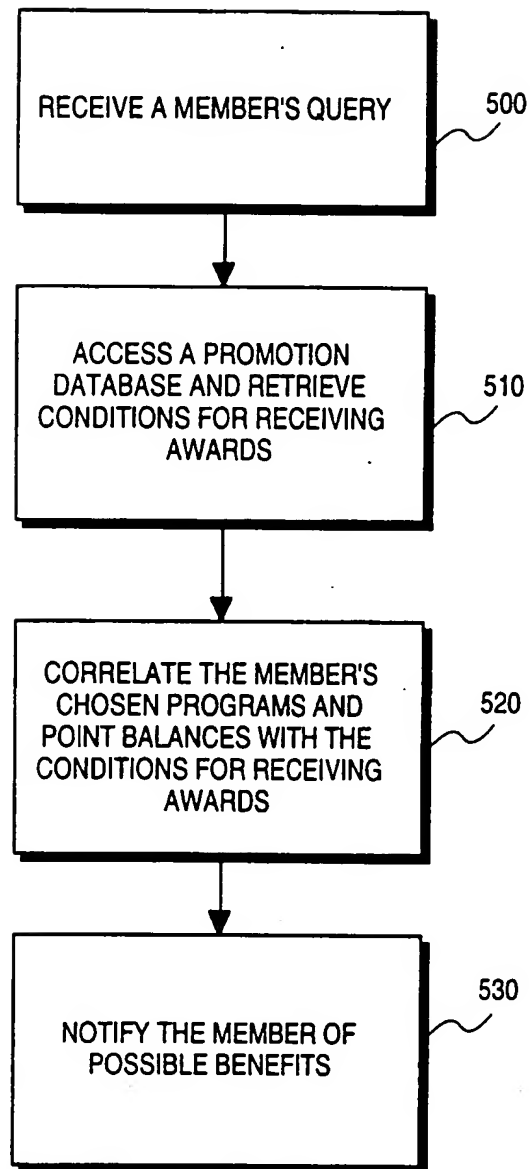 RECEIVE A MEMBER'S QUERY
500
ACCESS A PROMOTION
DATABASE AND RETRIEVE
CONDITIONS FOR RECEIVING
AWARDS
510
CORRELATE THE MEMBER'S
CHOSEN PROGRAMS AND
POINT BALANCES WITH THE
CONDITIONS FOR RECEIVING
AWARDS
520
NOTIFY THE MEMBER OF
POSSIBLE BENEFITS
530